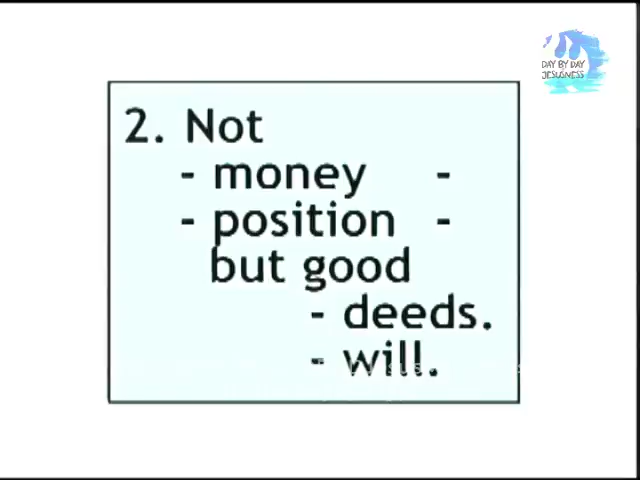 DAY BY DAY
JESUSNESS
2. Not
- money -
- position -
but good
- deeds.
- will.